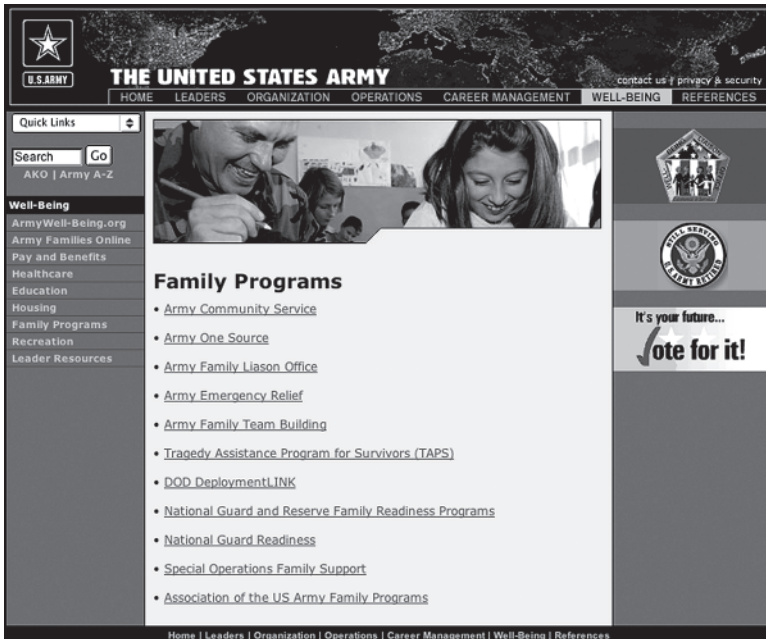 U.S.ARMY
THE UNITED STATES ARMY
contact us | privacy & security
HOME LEADERS ORGANIZATION OPERATIONS CAREER MANAGEMENT WELL-BEING REFERENCES
Quick Links
Search Go
AKO | Army A-Z
Well-Being
ArmyWell-Being.org
Army Families Online
Pay and Benefits
Healthcare
Education
Housing
Family Programs
Recreation
Leader Resources
Family Programs
• Army Community Service
• Army One Source
• Army Family Liason Office
• Army Emergency Relief
• Army Family Team Building
• Tragedy Assistance Program for Survivors (TAPS)
• DOD DeploymentLINK
• National Guard and Reserve Family Readiness Programs
• National Guard Readiness
• Special Operations Family Support
• Association of the US Army Family Programs
STILL SERVING
U.S. ARMY RETIRED
It's your future...
Vote for it!
Home | Leaders | Organization | Operations | Career Management | Well-Being | References